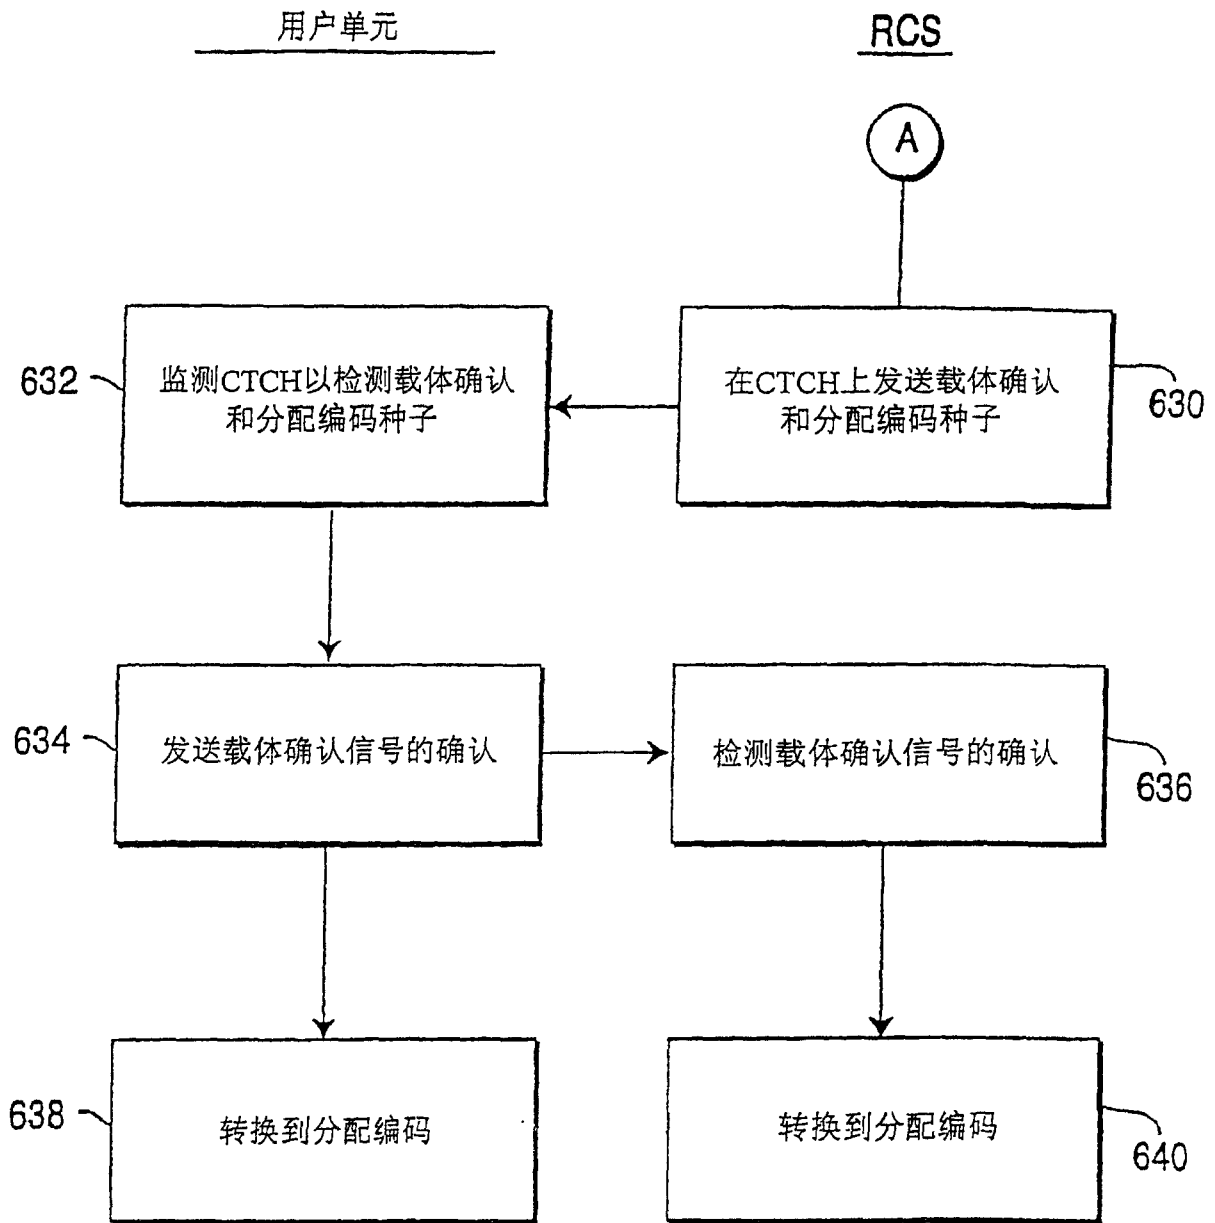 用户单元
RCS
A
632
监测CTCH以检测载体确认
和分配编码种子
在CTCH上发送载体确认
和分配编码种子
630
634
发送载体确认信号的确认
检测载体确认信号的确认
636
638
转换到分配编码
转换到分配编码
640